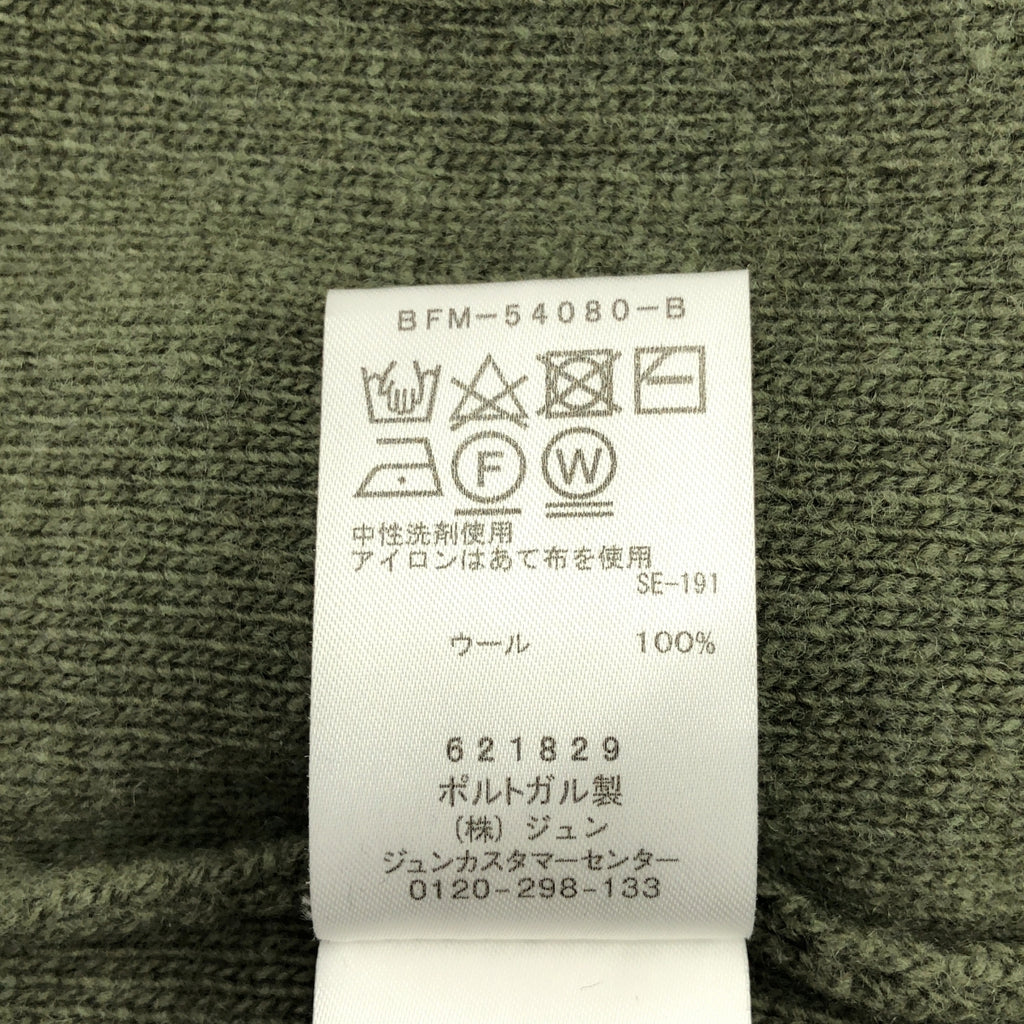 BFM-54080-B
F W
中性洗剤使用
アイロンはあて布を使用
SE-191
ウール 100%
621829
ポルトガル製
(株) ジュン
ジュンカスタマーセンター
0120-298-133